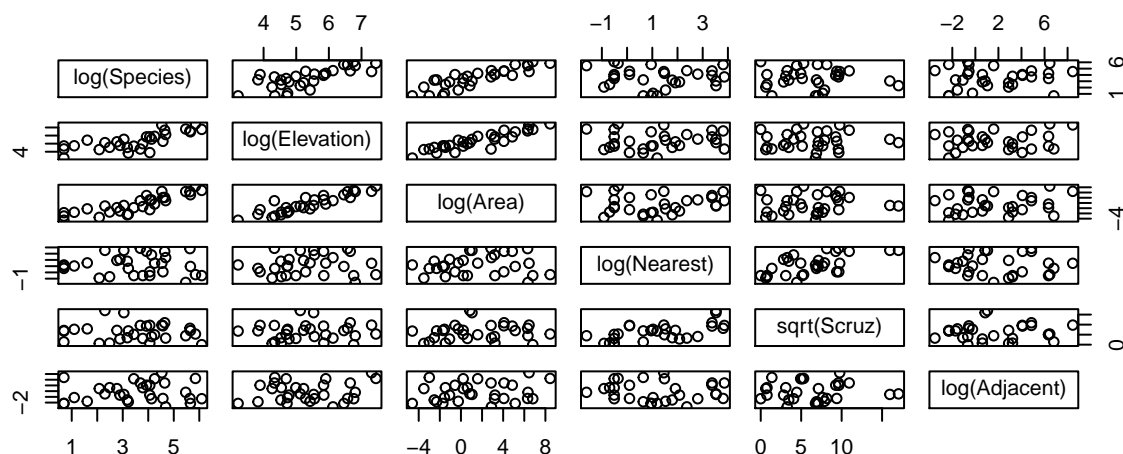 4 5 6 7
−1 1 3
−2 2 6
log(Species)
1 6
4
log(Elevation)
log(Area)
−4
−1
log(Nearest)
sqrt(Scruz)
0
−2
log(Adjacent)
1 3 5
−4 0 4 8
0 5 10